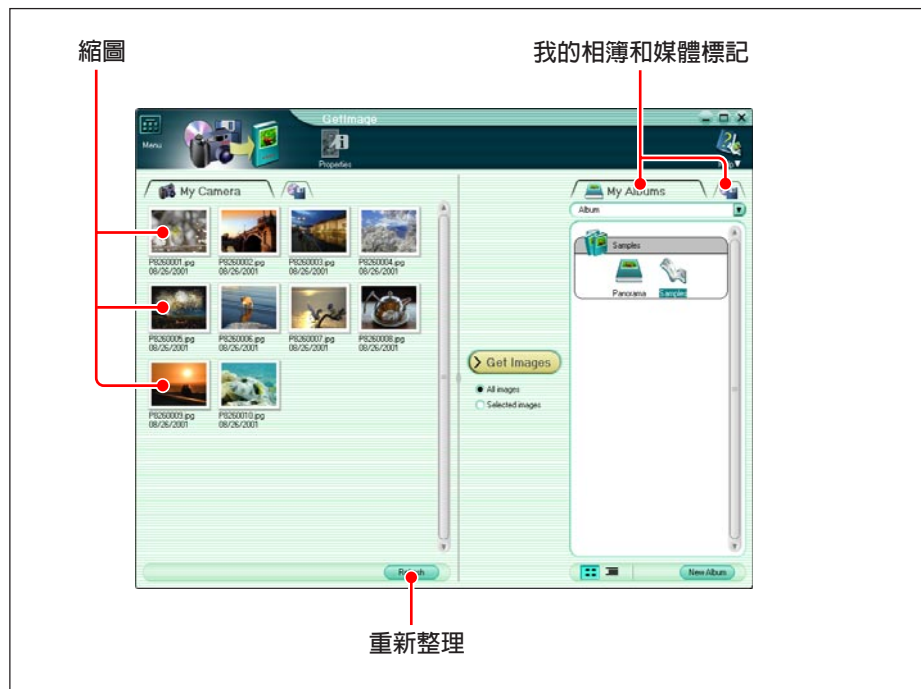 縮圖
我的相簿和媒體標記
GetImage
Menu
Properties
My Camera
My Albums
Album
P8260001.jpg
08/26/2001
P8260002.jpg
08/26/2001
P8260003.jpg
08/26/2001
P8260004.jpg
08/26/2001
Samples
Panorama
Samples
P8260005.jpg
08/26/2001
P8260006.jpg
08/26/2001
P8260007.jpg
08/26/2001
P8260008.jpg
08/26/2001
Get Images
All images
Selected images
P8260009.jpg
08/26/2001
P8260010.jpg
08/26/2001
New Album
重新整理